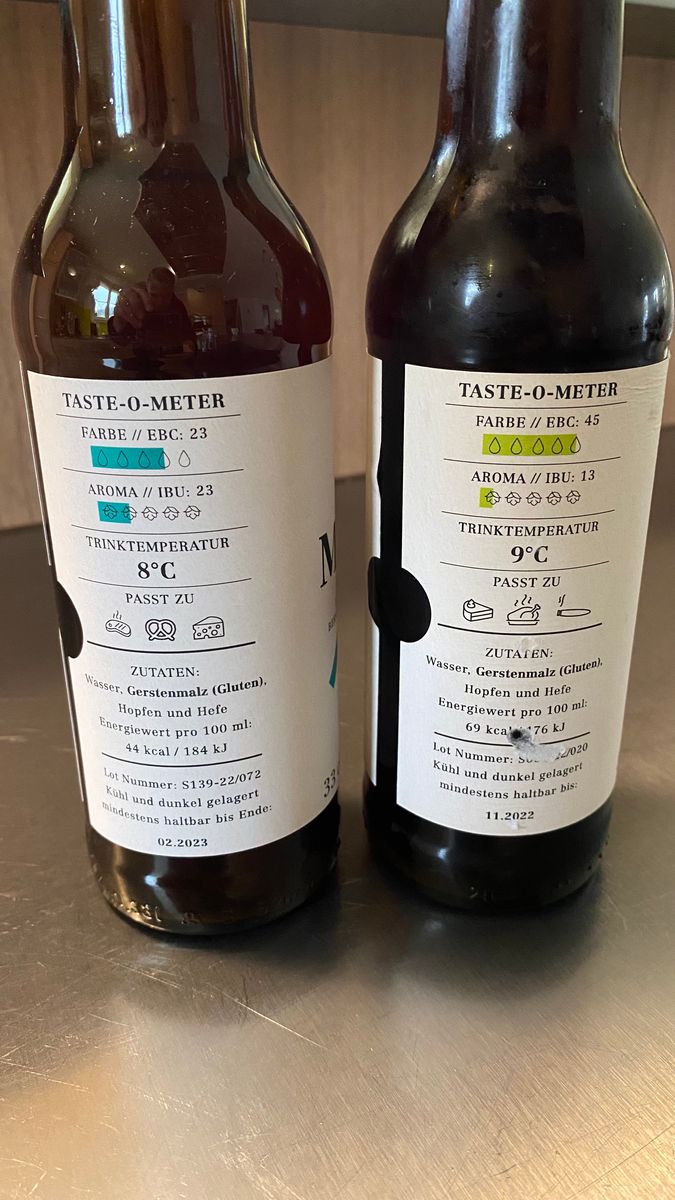 TASTE-O-METER
FARBE // EBC: 23
AROMA // IBU: 23
TRINKTEMPERATUR
8°C
PASST ZU
ZUTATEN:
Wasser, Gerstenmalz (Gluten),
Hopfen und Hefe
Energiewert pro 100 ml:
44 kcal / 184 kJ
Lot Nummer: S139-22/072
Kühl und dunkel gelagert
mindestens haltbar bis Ende:
02.2023
M
33
TASTE-O-METER
FARBE // EBC: 45
AROMA // IBU: 13
TRINKTEMPERATUR
9°C
PASST ZU
ZUTATEN:
Wasser, Gerstenmalz (Gluten),
Hopfen und Hefe
Energiewert pro 100 ml:
69 kcal 176 kJ
Lot Nummer: /020
Kühl und dunkel gelagert
mindestens haltbar bis:
11.2022